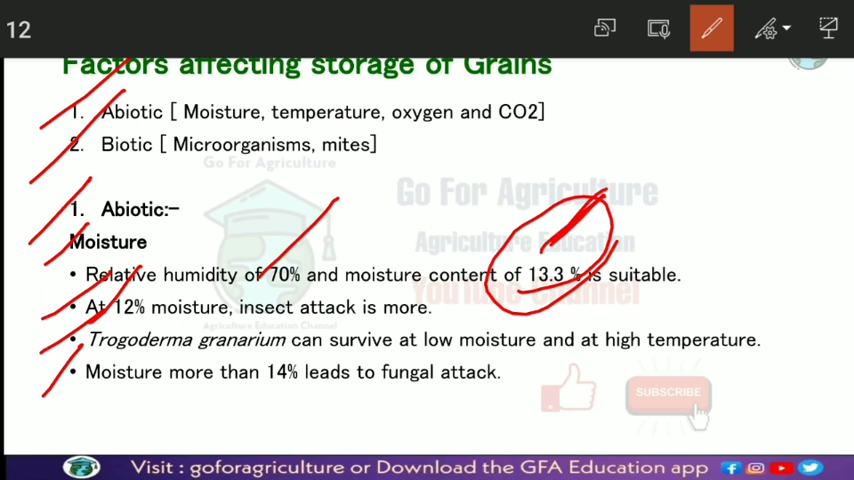 12
Factors affecting storage of Grains
1. Abiotic [ Moisture, temperature, oxygen and CO2]
2. Biotic [ Microorganisms, mites]
Go For Agriculture
Go For Agriculture
1. Abiotic:-
Agriculture Education
Moisture
• Relative humidity of 70% and moisture content of 13.3 % is suitable.
YouTube Channel
• At 12% moisture, insect attack is more.
Agriculture Education Channel
• Trogoderma granarium can survive at low moisture and at high temperature.
• Moisture more than 14% leads to fungal attack.
SUBSCRIBE
Visit : goforagriculture or Download the GFA Education app